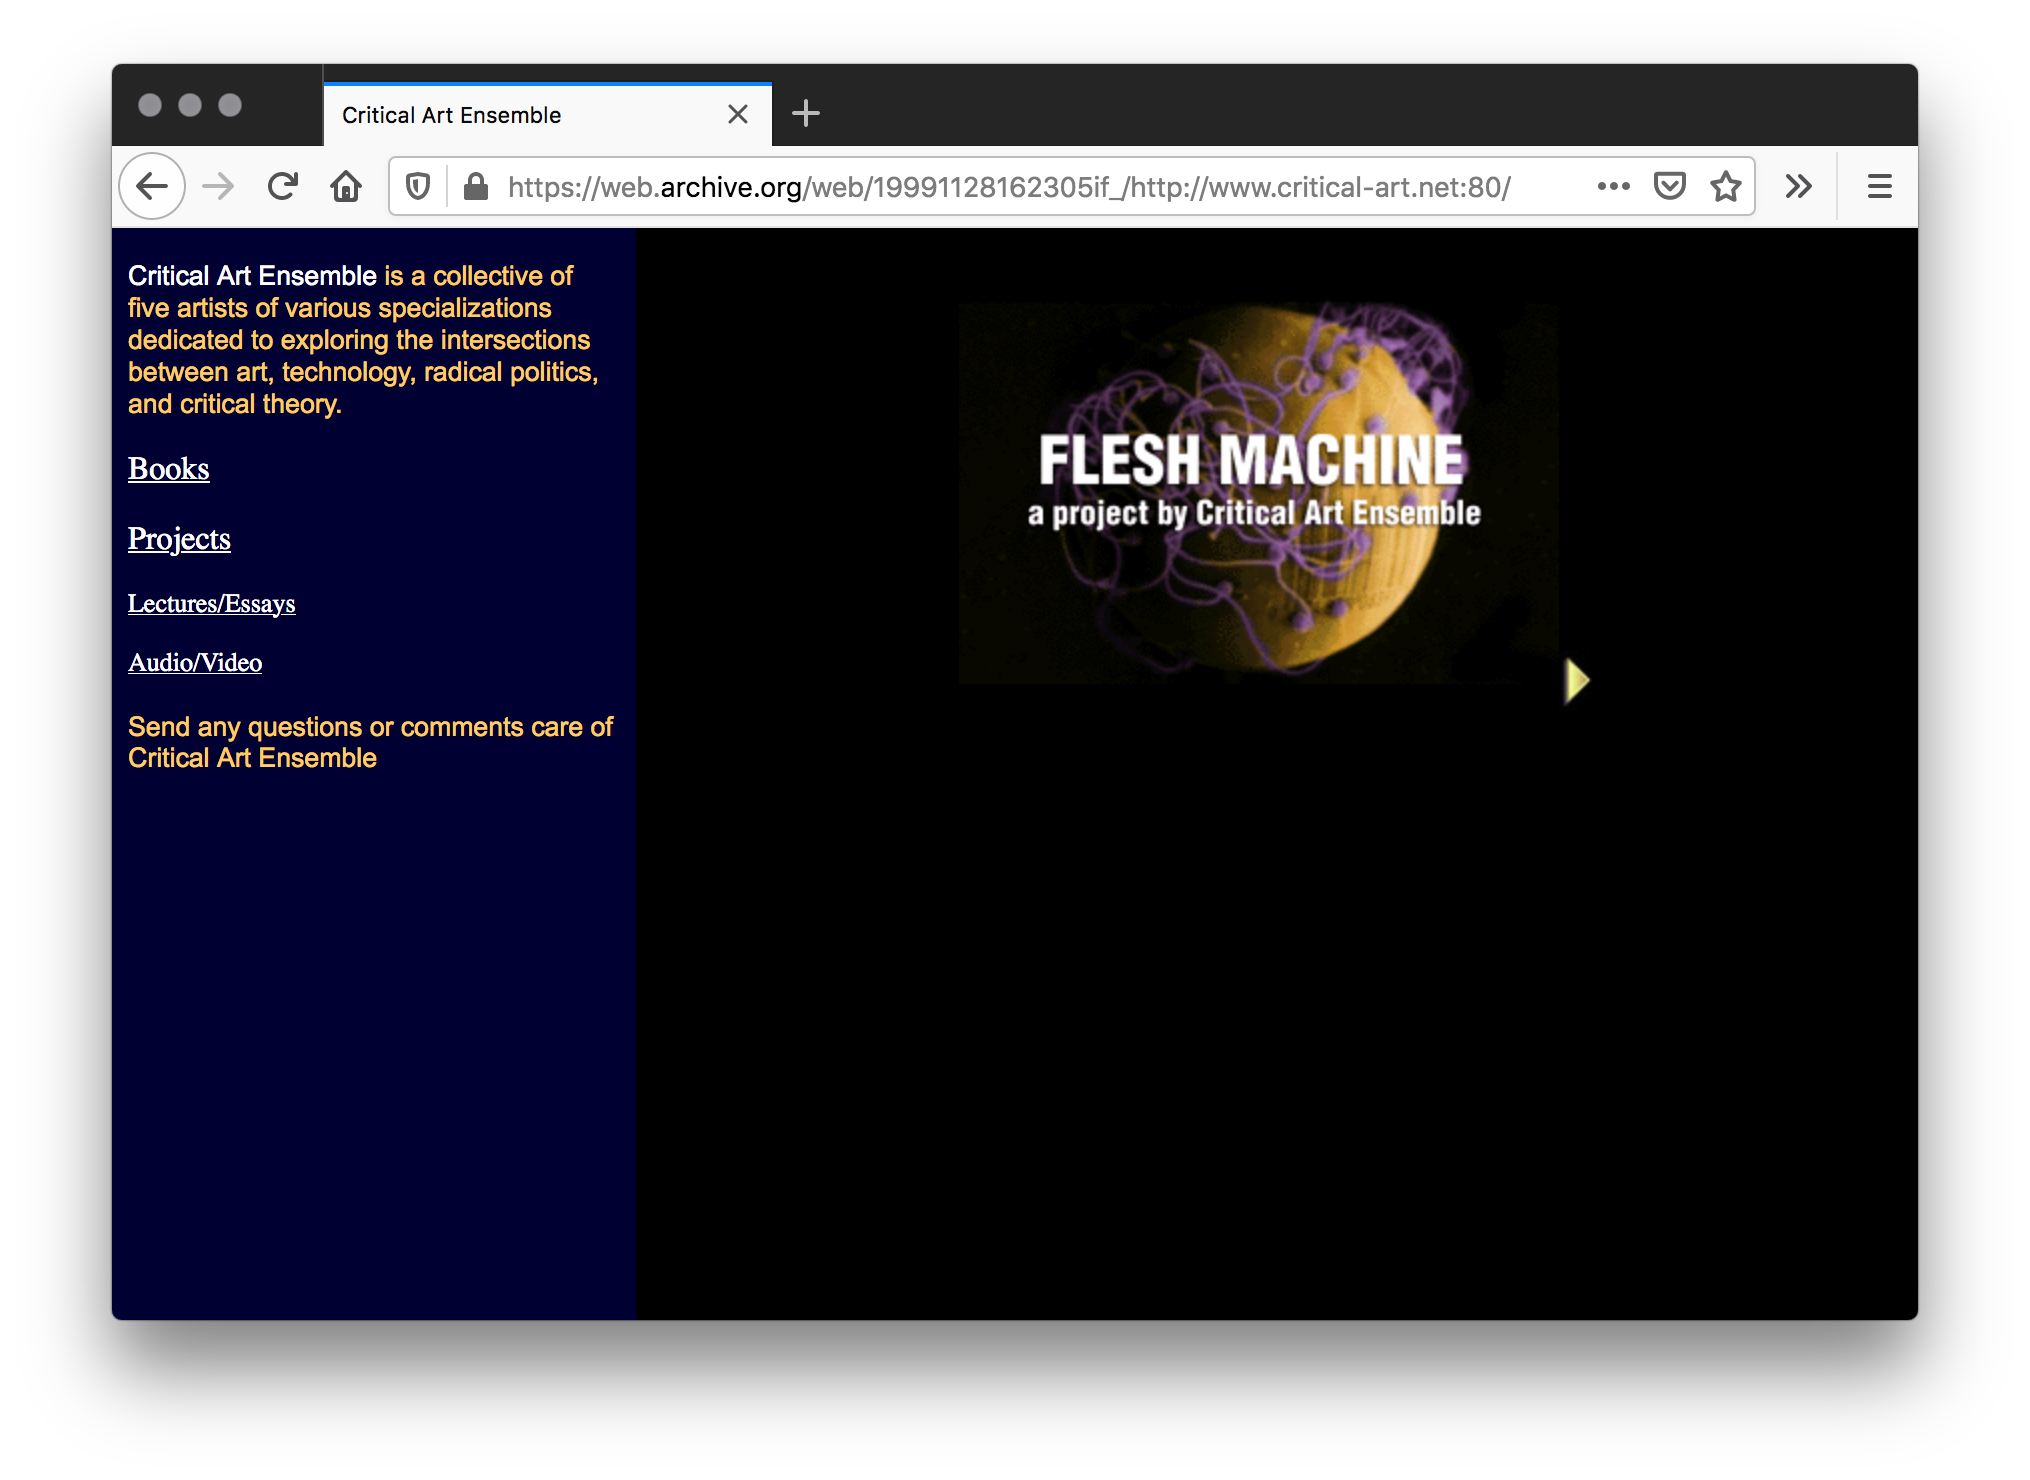 Critical Art Ensemble
https://web.archive.org/web/19991128162305if_/http://www.critical-art.net:80/
Critical Art Ensemble is a collective of
five artists of various specializations
dedicated to exploring the intersections
between art, technology, radical politics,
and critical theory.
Books
Projects
Lectures/Essays
Audio/Video
Send any questions or comments care of
Critical Art Ensemble
FLESH MACHINE
a project by Critical Art Ensemble